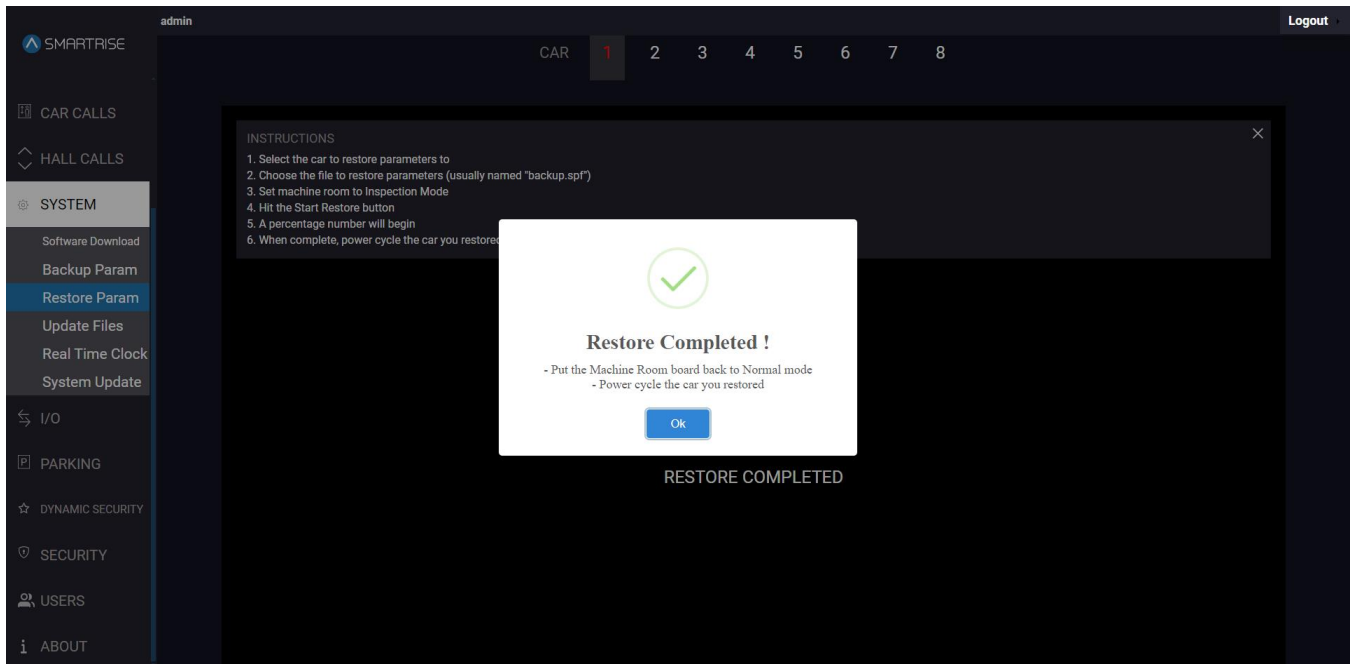 admin
Logout
SMARTRISE
CAR 1 2 3 4 5 6 7 8
CAR CALLS
HALL CALLS
SYSTEM
Software Download
Backup Param
Restore Param
Update Files
Real Time Clock
System Update
I/O
P PARKING
DYNAMIC SECURITY
SECURITY
USERS
i ABOUT
INSTRUCTIONS
1. Select the car to restore parameters to
2. Choose the file to restore parameters (usually named "backup.spf")
3. Set machine room to Inspection Mode
4. Hit the Start Restore button
5. A percentage number will begin
6. When complete, power cycle the car you restored
Restore Completed !
- Put the Machine Room board back to Normal mode
- Power cycle the car you restored
Ok
RESTORE COMPLETED